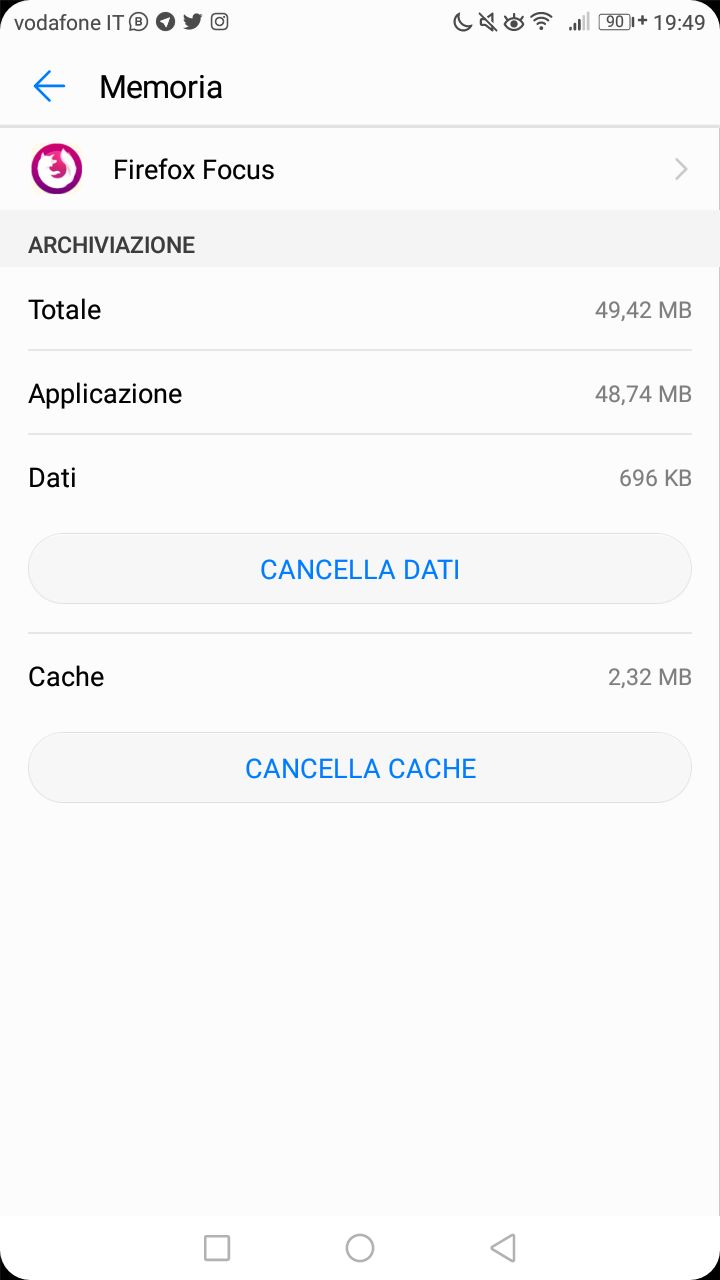 vodafone IT 90 19:49
Memoria
Firefox Focus
ARCHIVIAZIONE
Totale 49,42 MB
Applicazione 48,74 MB
Dati 696 KB
CANCELLA DATI
Cache 2,32 MB
CANCELLA CACHE